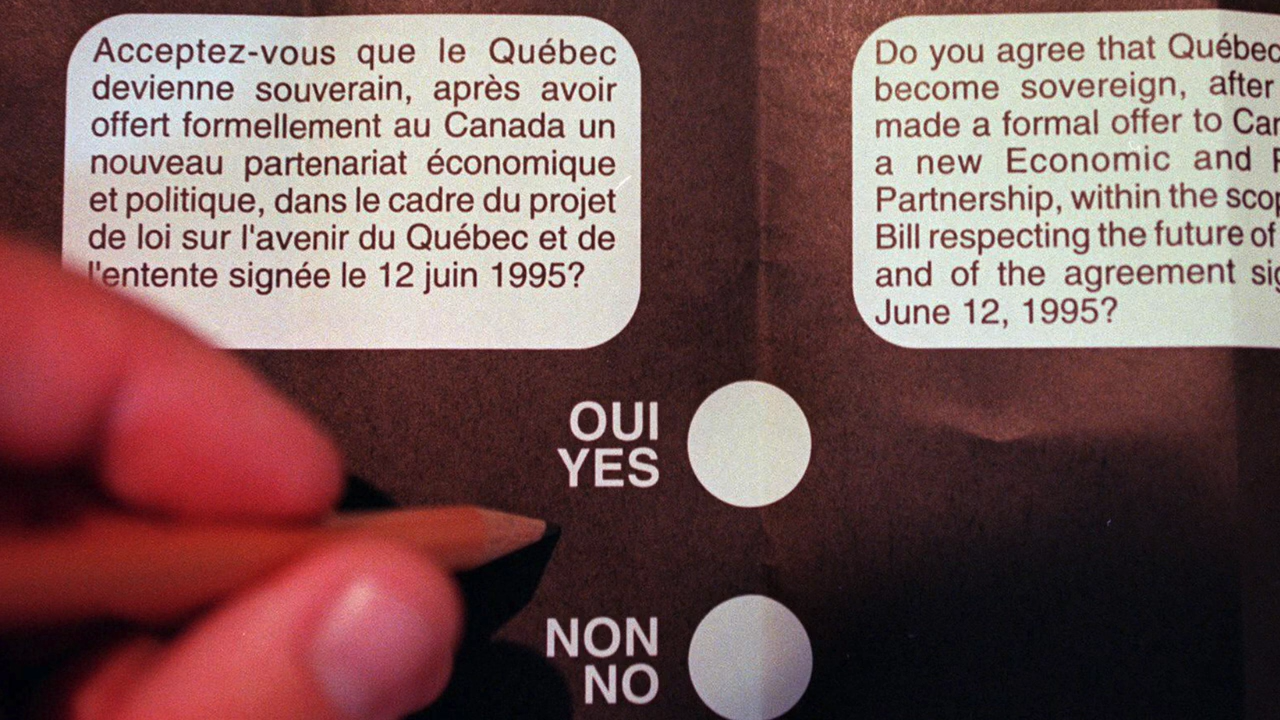 Acceptez-vous que le Québec
devienne souverain, après avoir
offert formellement au Canada un
nouveau partenariat économique
et politique, dans le cadre du projet
de loi sur l'avenir du Québec et de
l'entente signée le 12 juin 1995?
Do you agree that Québec
become sovereign, after
made a formal offer to
a new Economic and
Partnership, within the
Bill respecting the future of
and of the agreement
June 12, 1995?
OUI
YES
NON
NO